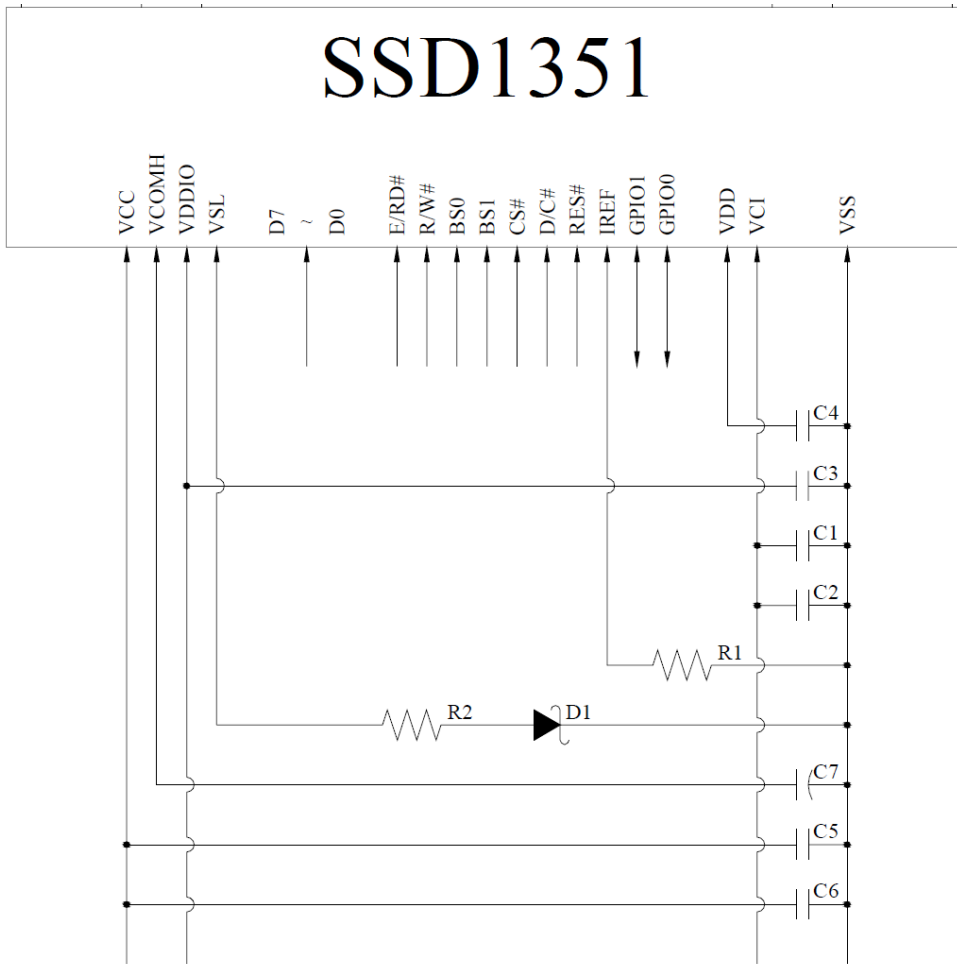 SSD1351
VCC
VCOMH
VDDIO
VSL
D7
~
D0
E/RD#
R/W#
BS0
BS1
CS#
D/C#
RES#
IREF
GPIO1
GPIO0
VDD
VCI
VSS
C4
C3
C1
C2
R1
R2
D1
C7
C5
C6